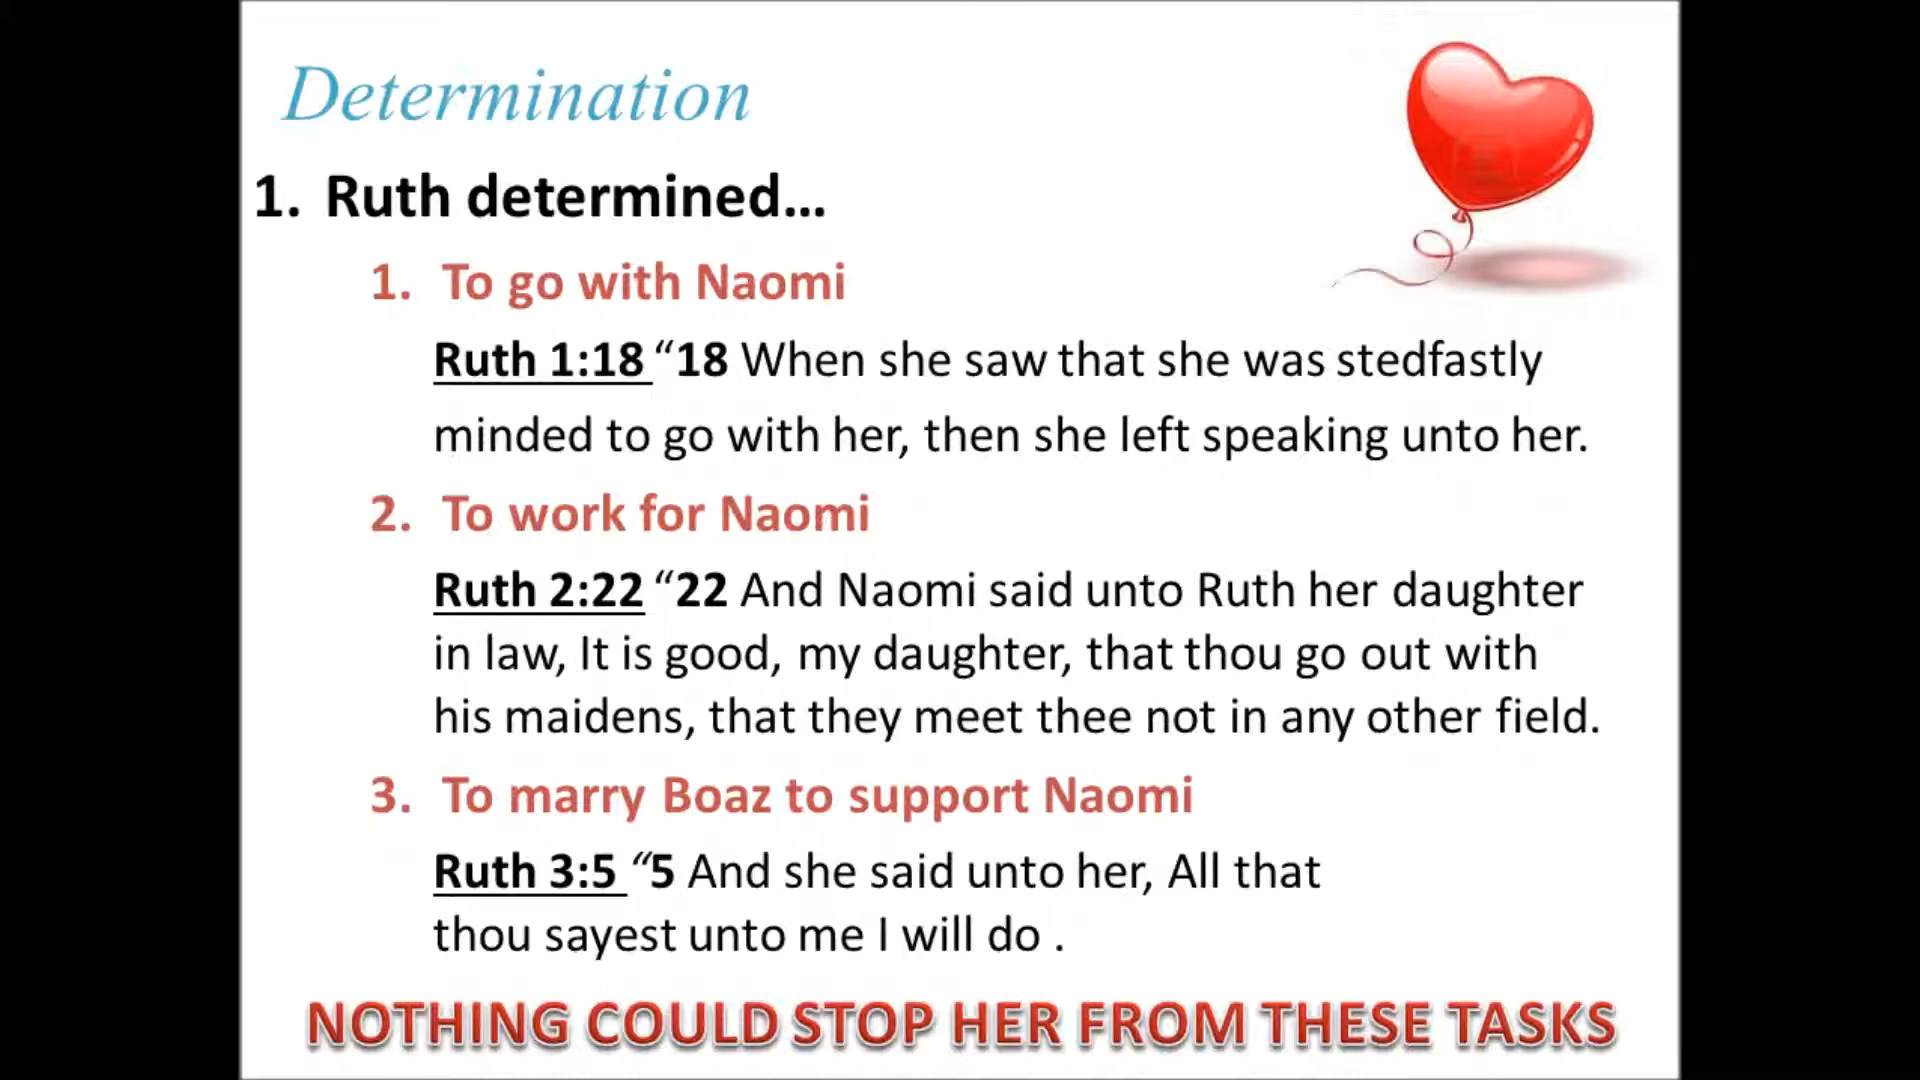 Determination
1. Ruth determined...
1. To go with Naomi
Ruth 1:18 “18 When she saw that she was stedfastly
minded to go with her, then she left speaking unto her.
2. To work for Naomi
Ruth 2:22 “22 And Naomi said unto Ruth her daughter
in law, It is good, my daughter, that thou go out with
his maidens, that they meet thee not in any other field.
3. To marry Boaz to support Naomi
Ruth 3:5 “5 And she said unto her, All that
thou sayest unto me I will do .
NOTHING COULD STOP HER FROM THESE TASKS